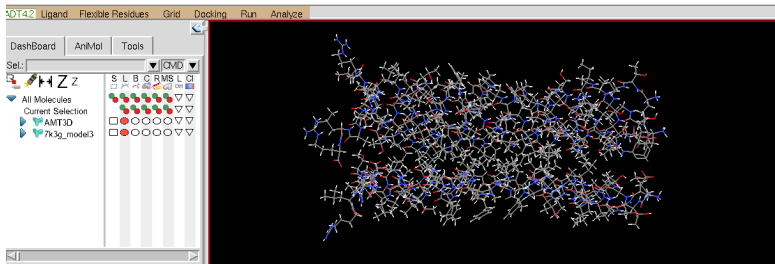 ADT4.2 Ligand Flexible Residues Grid Docking Run Analyze
DashBoard AniMol Tools
Sel.: CMD
Z Z S L B C R MS L Cl
All Molecules
Current Selection
AMT3D
7k3g_model3